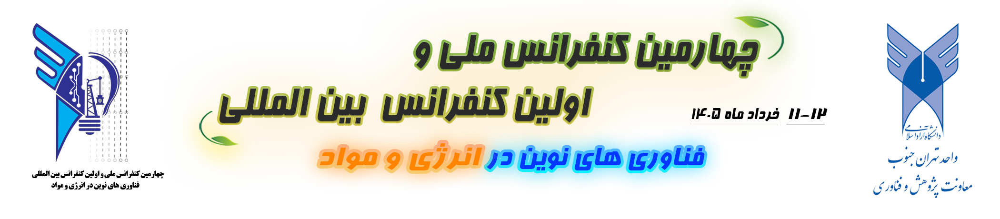 چهارمین کنفرانس ملی و
اولین کنفرانس بین المللی
۱۱-۱۲ خرداد ماه ۱۴۰۵
فناوری های نوین در انرژی و مواد
دانشگاه آزاد اسلامی
واحد تهران جنوب
معاونت پژوهش و فناوری
چهارمین کنفرانس ملی و اولین کنفرانس بین المللی
فناوری های نوین در انرژی و مواد